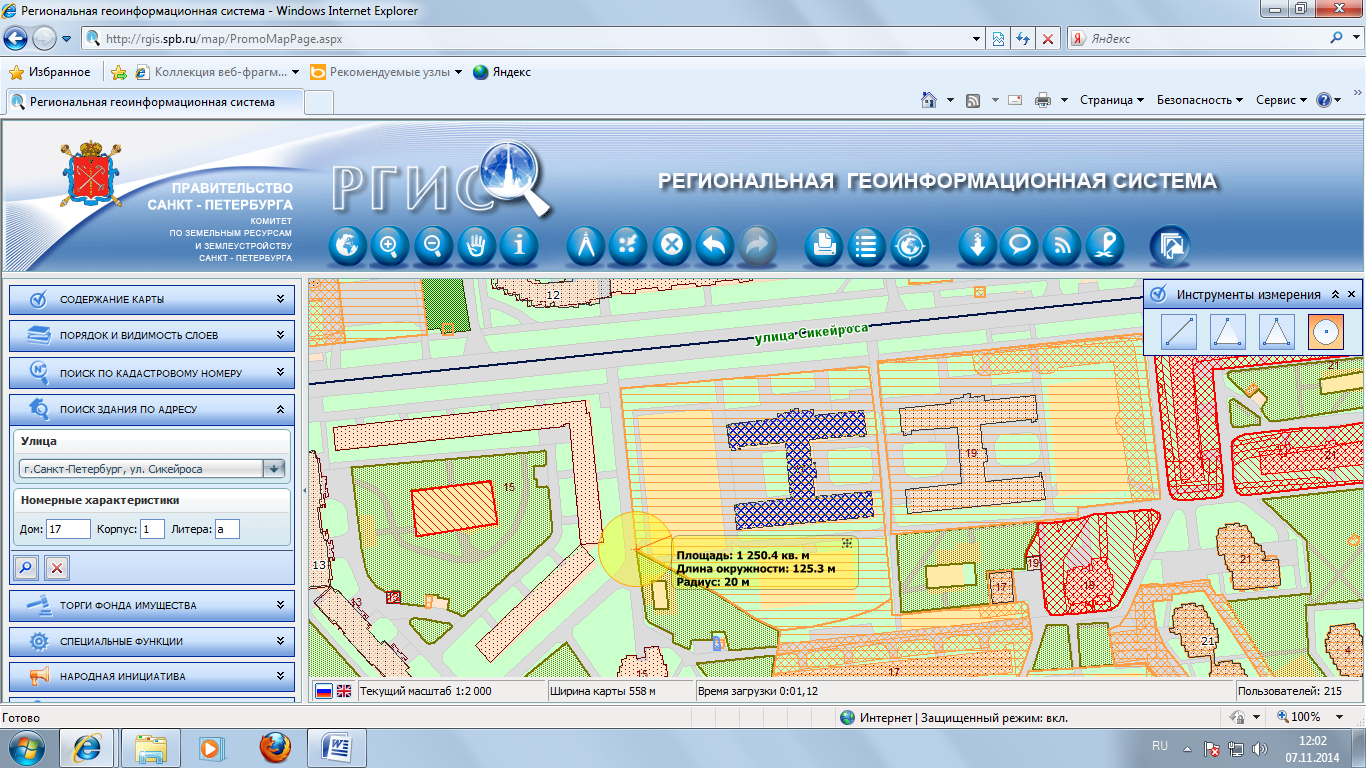 Региональная геоинформационная система - Windows Internet Explorer
http://rgis.spb.ru/map/PromoMapPage.aspx
Яндекс
Избранное
Коллекция веб-фрагм...
Рекомендуемые узлы
Яндекс
Региональная геоинформационная система
Страница
Безопасность
Сервис
ПРАВИТЕЛЬСТВО
САНКТ - ПЕТЕРБУРГА
КОМИТЕТ
ПО ЗЕМЕЛЬНЫМ РЕСУРСАМ
И ЗЕМЛЕУСТРОЙСТВУ
САНКТ - ПЕТЕРБУРГА
РГИС
РЕГИОНАЛЬНАЯ ГЕОИНФОРМАЦИОННАЯ СИСТЕМА
СОДЕРЖАНИЕ КАРТЫ
ПОРЯДОК И ВИДИМОСТЬ СЛОЕВ
ПОИСК ПО КАДАСТРОВОМУ НОМЕРУ
ПОИСК ЗДАНИЯ ПО АДРЕСУ
Улица
г.Санкт-Петербург, ул. Сикейроса
Номерные характеристики
Дом: 17 Корпус: 1 Литера: а
ТОРГИ ФОНДА ИМУЩЕСТВА
СПЕЦИАЛЬНЫЕ ФУНКЦИИ
НАРОДНАЯ ИНИЦИАТИВА
Инструменты измерения
12
улица Сикейроса
21
15
19
21
13
19
21
17
13
21
4
15
17
Площадь: 1 250.4 кв. м
Длина окружности: 125.3 м
Радиус: 20 м
Текущий масштаб 1:2 000
Ширина карты 558 м
Время загрузки 0:01,12
Пользователей: 215
Готово
Интернет | Защищенный режим: вкл.
100%
RU
12:02
07.11.2014